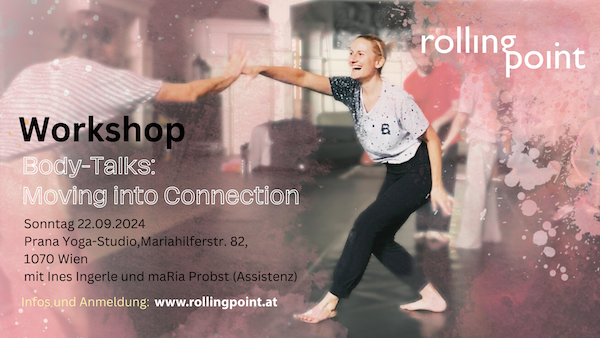 rolling
point
Workshop
Body-Talks:
Moving into Connection
Sonntag 22.09.2024
Prana Yoga-Studio,Mariahilferstr. 82,
1070 Wien
mit Ines Ingerle und maRia Probst (Assistenz)
Infos und Anmeldung: www.rollingpoint.at
B